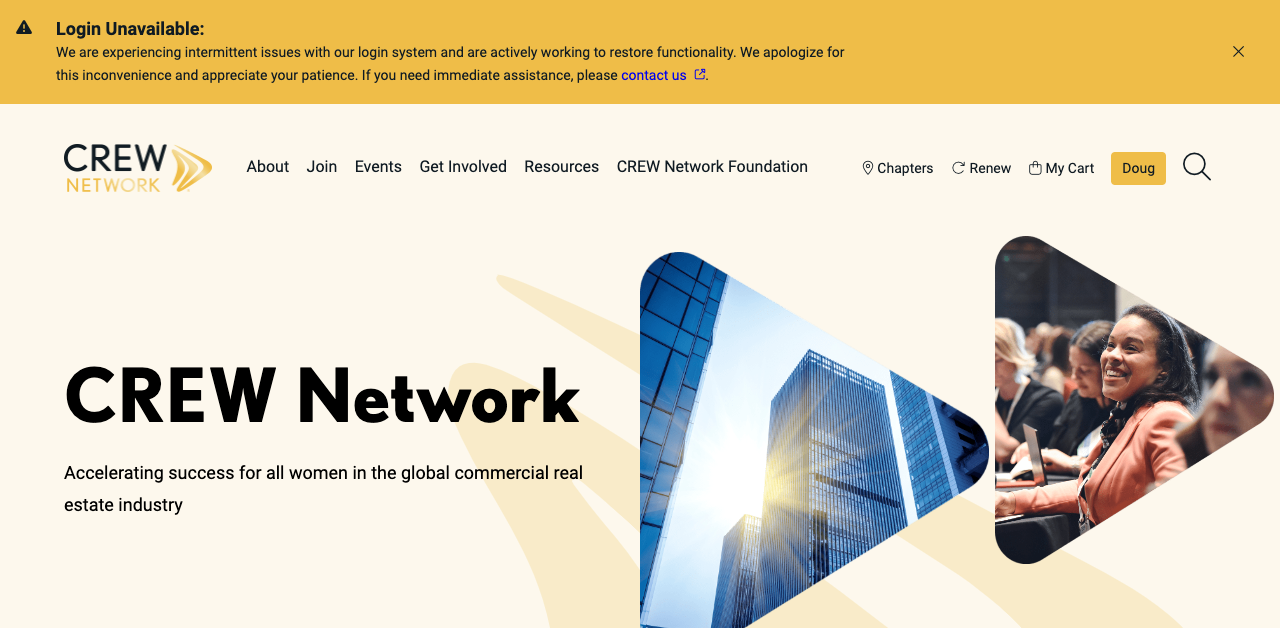 Login Unavailable:
We are experiencing intermittent issues with our login system and are actively working to restore functionality. We apologize for
this inconvenience and appreciate your patience. If you need immediate assistance, please contact us .
CREW
NETWORK
About Join Events Get Involved Resources CREW Network Foundation
Chapters Renew My Cart Doug
CREW Network
Accelerating success for all women in the global commercial real
estate industry